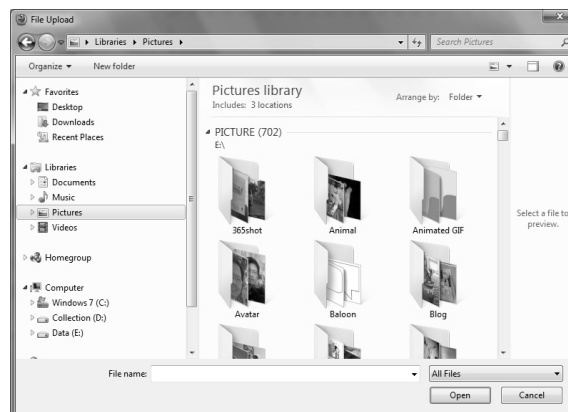 File Upload
Libraries Pictures
Search Pictures
Organize New folder
Favorites
Desktop
Downloads
Recent Places
Libraries
Documents
Music
Pictures
Videos
Homegroup
Computer
Windows 7 (C:)
Collection (D:)
Data (E:)
Pictures library
Includes: 3 locations
Arrange by: Folder
PICTURE (702)
E:\
365shot Animal Animated GIF
Avatar Baloon Blog
Select a file to
preview.
File name: All Files
Open Cancel